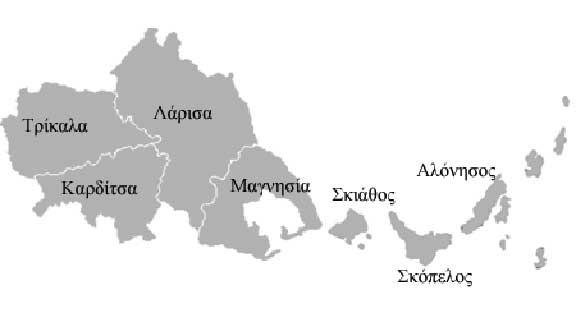 Λάρισα
Τρίκαλα
Καρδίτσα
Μαγνησία
Σκιάθος
Αλόνησος
Σκόπελος